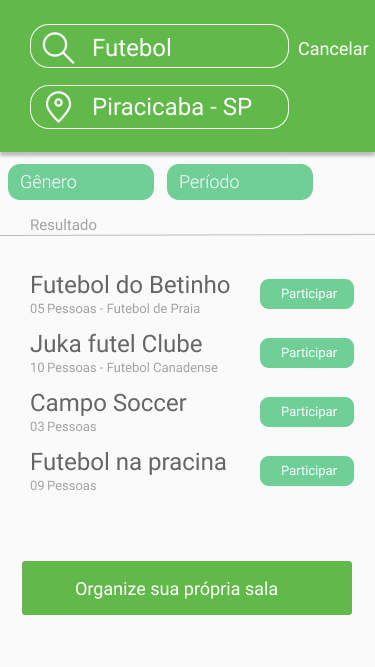 Futebol
Cancelar
Piracicaba - SP
Gênero
Período
Resultado
Futebol do Betinho
Participar
05 Pessoas - Futebol de Praia
Juka futel Clube
Participar
10 Pessoas - Futebol Canadense
Campo Soccer
Participar
03 Pessoas
Futebol na pracina
Participar
09 Pessoas
Organize sua própria sala